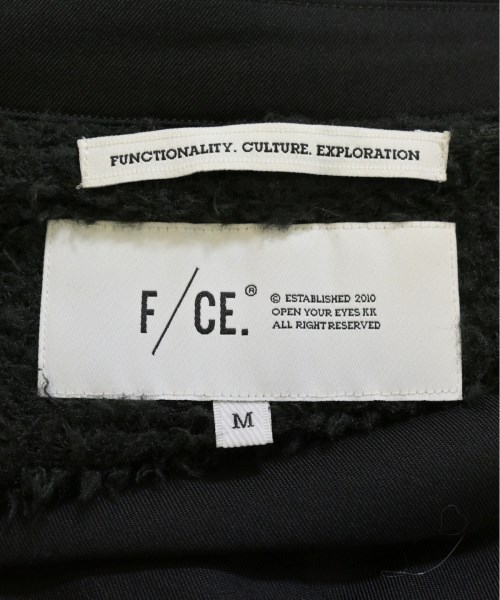 FUNCTIONALITY. CULTURE. EXPLORATION
F/CE.®
© ESTABLISHED 2010
OPEN YOUR EYES KK
ALL RIGHT RESERVED
M